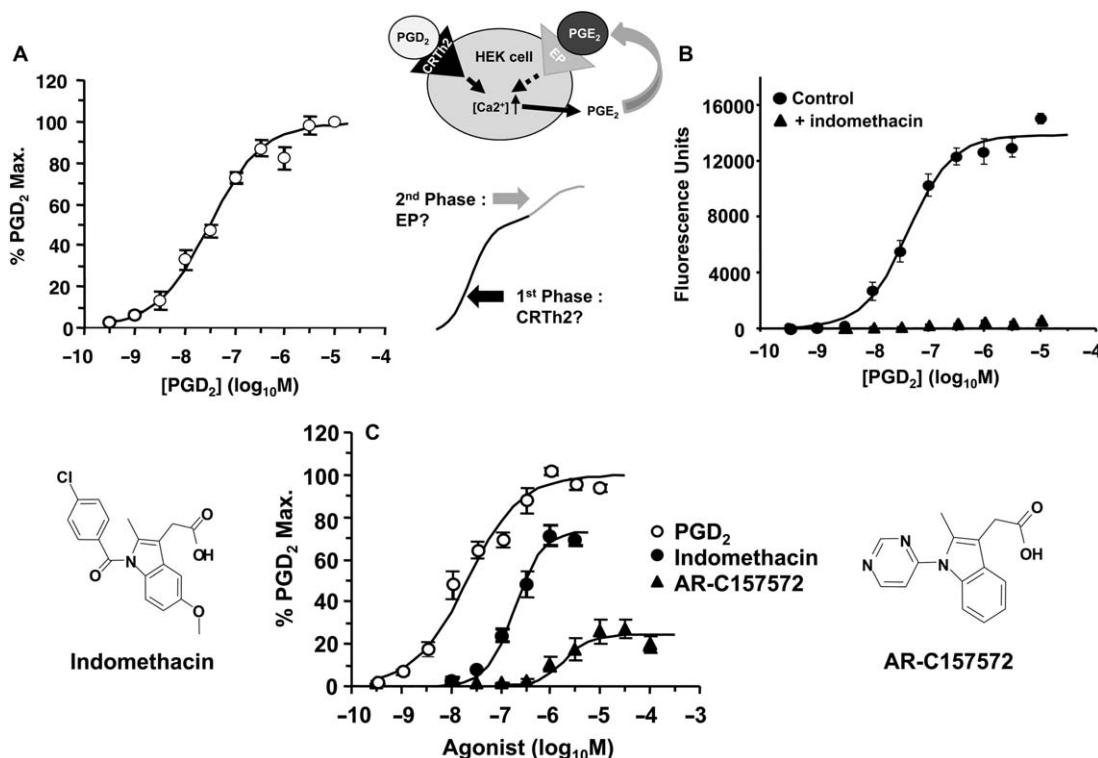 A
120
100
80
60
40
20
0
% PGD2 Max.
−10 −9 −8 −7 −6 −5 −4
[PGD2] (log10M)
PGD2
CRTh2
HEK cell
EP
PGE2
[Ca2+]
PGE2
2nd Phase :
EP?
1st Phase :
CRTh2?
B
16000
12000
8000
4000
0
Fluorescence Units
Control
+ indomethacin
−10 −9 −8 −7 −6 −5 −4
[PGD2] (log10M)
C
120
100
80
60
40
20
0
% PGD2 Max.
PGD2
Indomethacin
AR-C157572
−10 −9 −8 −7 −6 −5 −4 −3
Agonist (log10M)
Cl
O
OH
N
O
O
Indomethacin
N
N
N
O
OH
AR-C157572